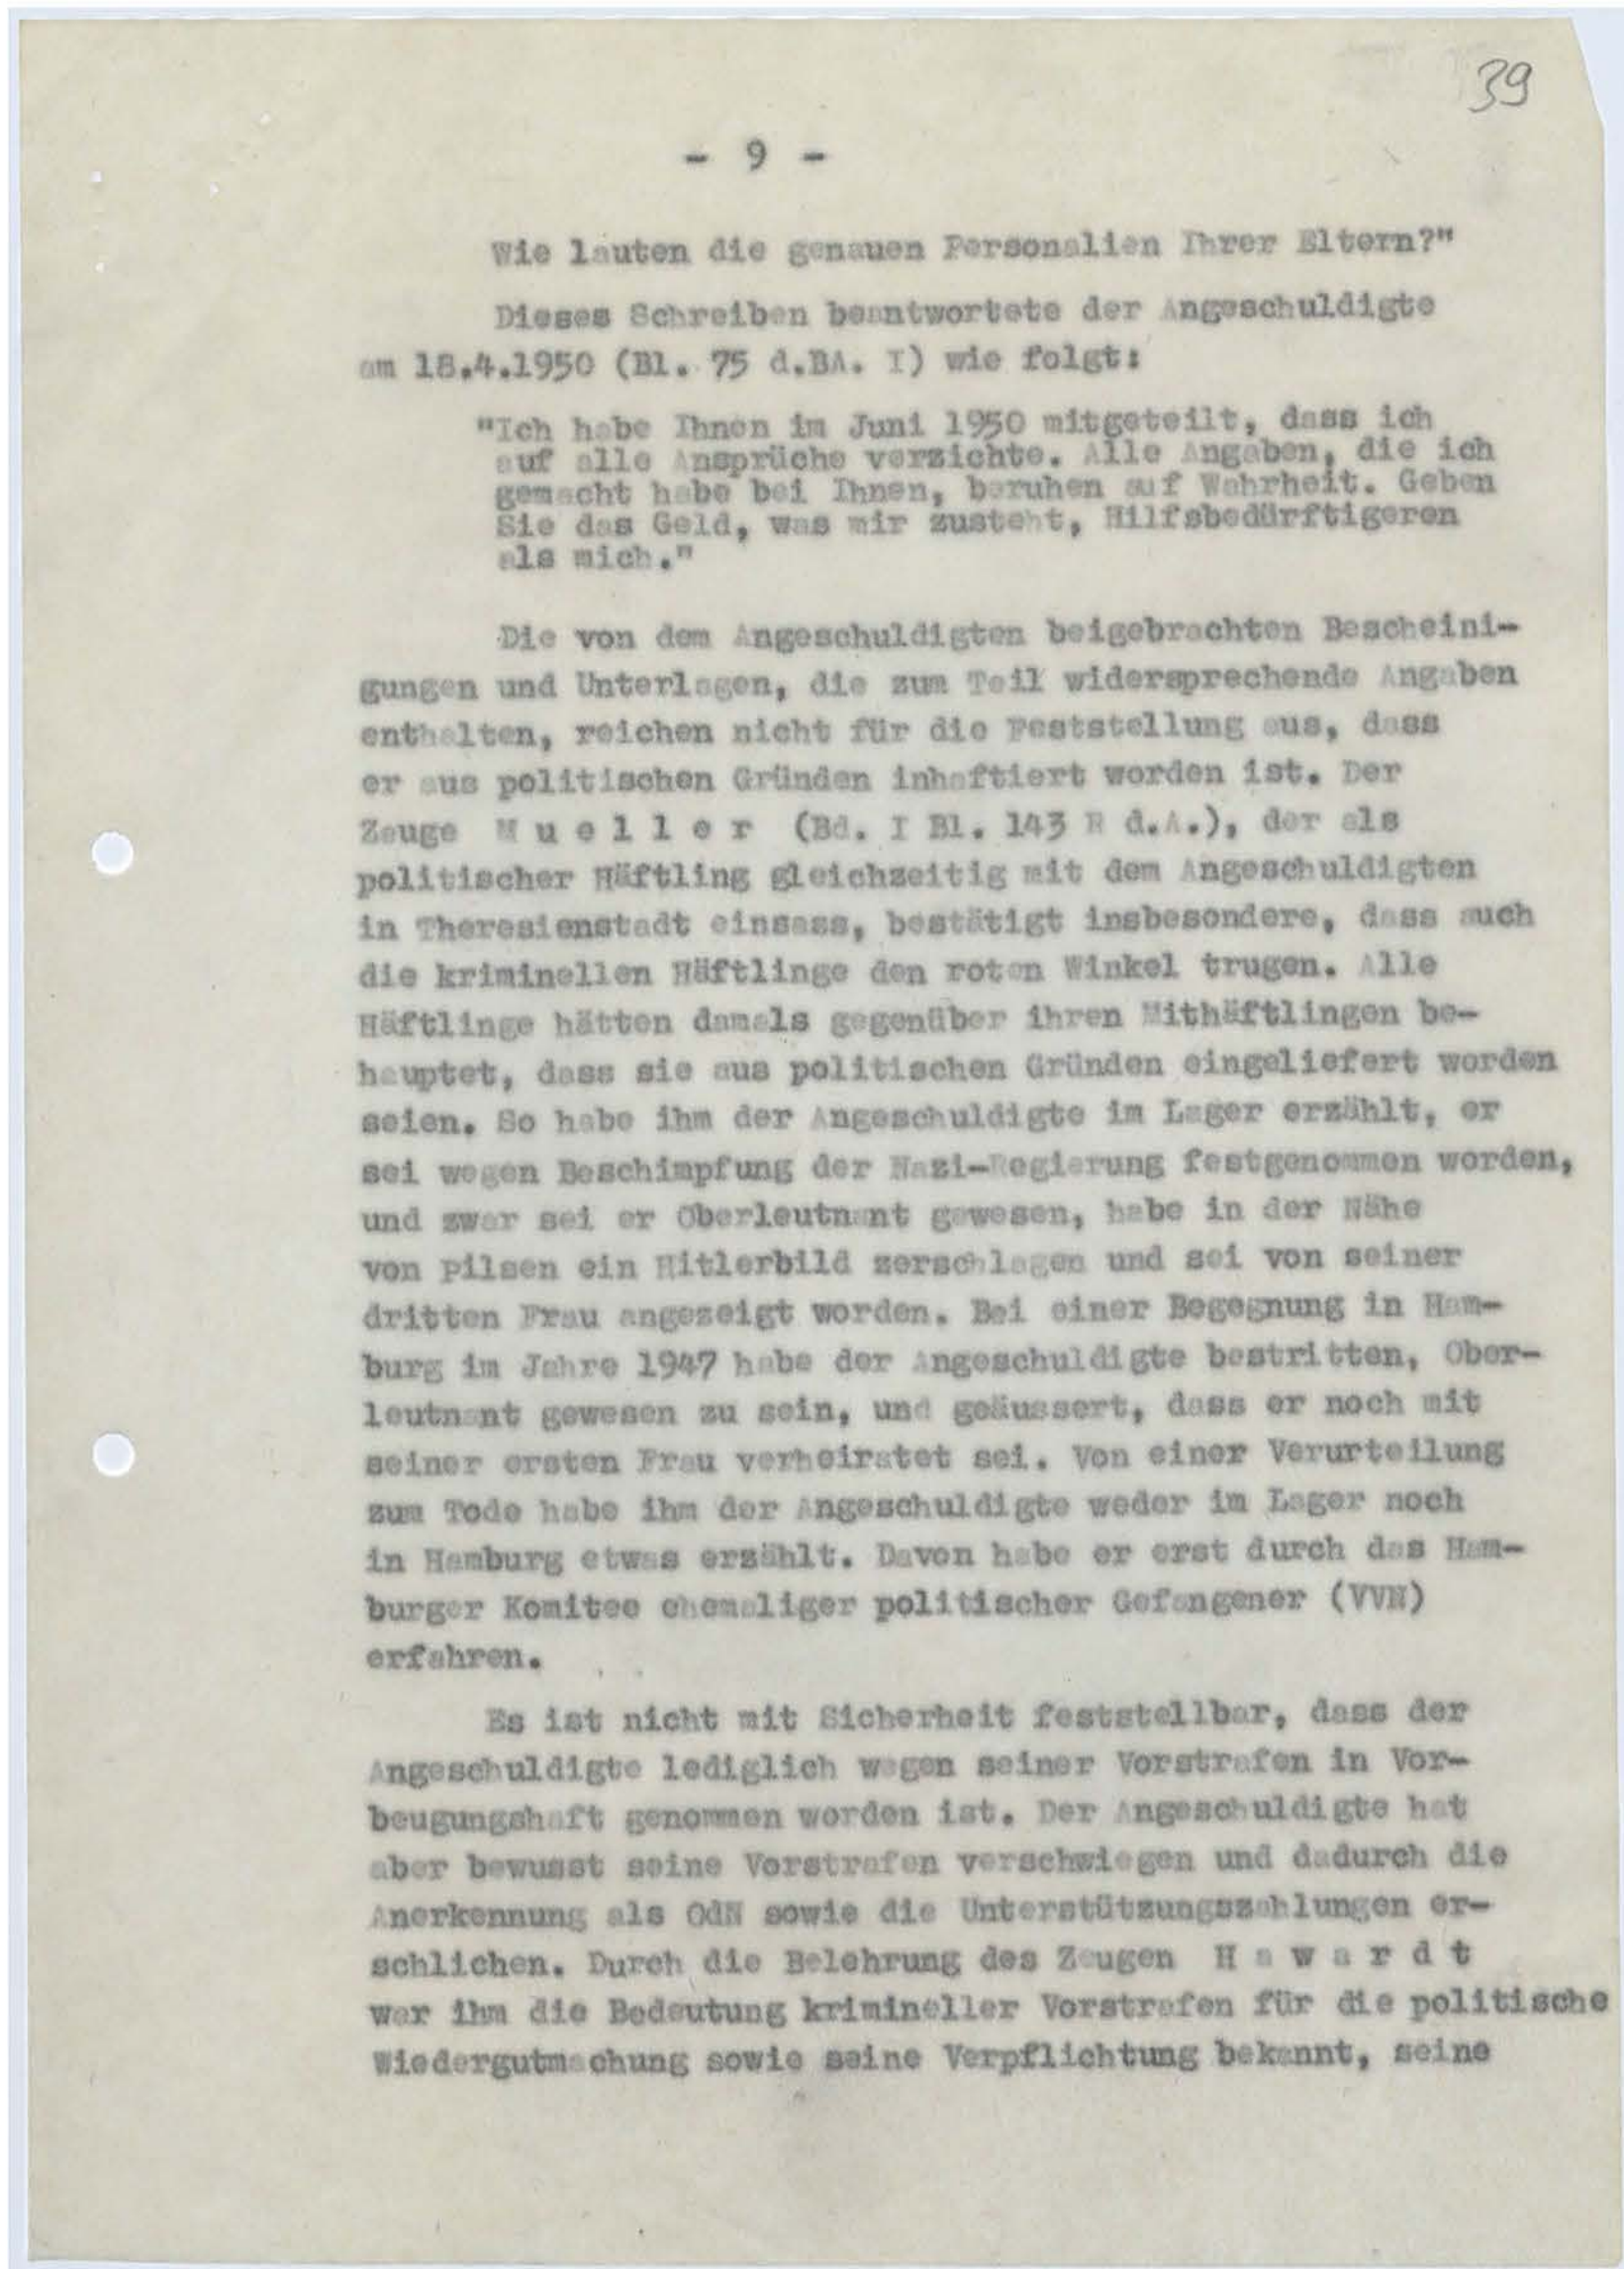 39
- 9 -
Wie lauten die genauen Personalien Ihrer Eltern?"
Dieses Schreiben beantwortete der Angeschuldigte
am 18.4.1950 (Bl. 75 d.BA. I) wie folgt:
"Ich habe Ihnen im Juni 1950 mitgeteilt, dass ich
auf alle Ansprüche verzichte. Alle Angaben, die ich
gemacht habe bei Ihnen, beruhen auf Wahrheit. Geben
Sie das Geld, was mir zusteht, Hilfsbedürftigeren
als mich."
Die von dem Angeschuldigten beigebrachten Bescheini-
gungen und Unterlagen, die zum Teil widersprechende Angaben
enthalten, reichen nicht für die Feststellung aus, dass
er aus politischen Gründen inhaftiert worden ist. Der
Zeuge M u e l l e r (Bd. I Bl. 143 R d.A.), der als
politischer Häftling gleichzeitig mit dem Angeschuldigten
in Theresienstadt einsass, bestätigt insbesondere, dass auch
die kriminellen Häftlinge den roten Winkel trugen. Alle
Häftlinge hätten damals gegenüber ihren Mithäftlingen be-
hauptet, dass sie aus politischen Gründen eingeliefert worden
seien. So habe ihm der Angeschuldigte im Lager erzählt, er
sei wegen Beschimpfung der Nazi-Regierung festgenommen worden,
und zwar sei er Oberleutnant gewesen, habe in der Nähe
von Pilsen ein Hitlerbild zerschlagen und sei von seiner
dritten Frau angezeigt worden. Bei einer Begegnung in Ham-
burg im Jahre 1947 habe der Angeschuldigte bestritten, Ober-
leutnant gewesen zu sein, und geäussert, dass er noch mit
seiner ersten Frau verheiratet sei. Von einer Verurteilung
zum Tode habe ihm der Angeschuldigte weder im Lager noch
in Hamburg etwas erzählt. Davon habe er erst durch das Ham-
burger Komitee ehemaliger politischer Gefangener (VVN)
erfahren.
Es ist nicht mit Sicherheit feststellbar, dass der
Angeschuldigte lediglich wegen seiner Vorstrafen in Vor-
beugungshaft genommen worden ist. Der Angeschuldigte hat
aber bewusst seine Vorstrafen verschwiegen und dadurch die
Anerkennung als OdN sowie die Unterstützungszahlungen er-
schlichen. Durch die Belehrung des Zeugen H a w a r d t
war ihm die Bedeutung krimineller Vorstrafen für die politische
Wiedergutmachung sowie seine Verpflichtung bekannt, seine